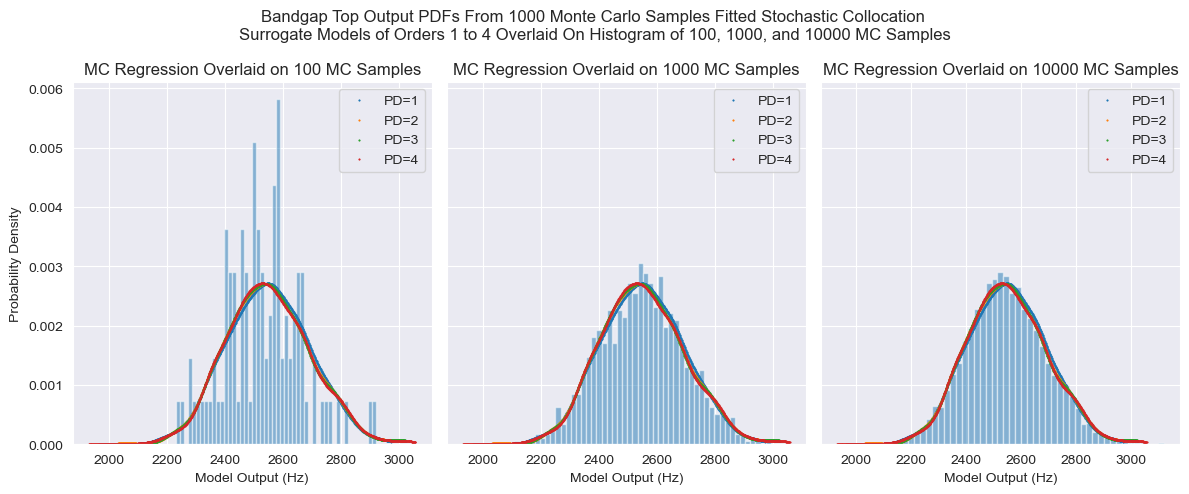 Bandgap Top Output PDFs From 1000 Monte Carlo Samples Fitted Stochastic Collocation
Surrogate Models of Orders 1 to 4 Overlaid On Histogram of 100, 1000, and 10000 MC Samples
MC Regression Overlaid on 100 MC Samples
0.006
0.005
0.004
0.003
0.002
0.001
0.000
Probability Density
PD=1
PD=2
PD=3
PD=4
2000 2200 2400 2600 2800 3000
Model Output (Hz)
MC Regression Overlaid on 1000 MC Samples
PD=1
PD=2
PD=3
PD=4
2000 2200 2400 2600 2800 3000
Model Output (Hz)
MC Regression Overlaid on 10000 MC Samples
PD=1
PD=2
PD=3
PD=4
2000 2200 2400 2600 2800 3000
Model Output (Hz)